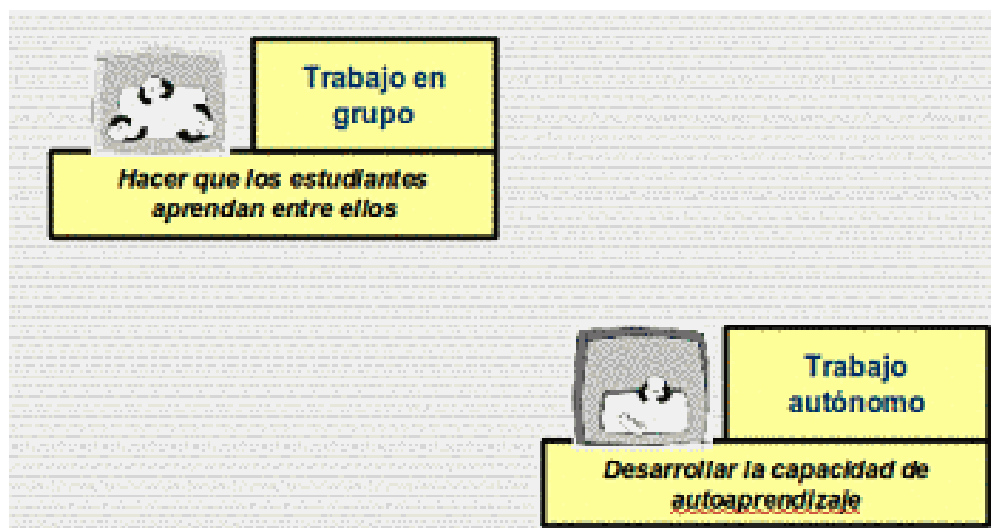 Trabajo en
grupo
Hacer que los estudiantes
aprendan entre ellos
Trabajo
autónomo
Desarrollar la capacidad de
autoaprendizaje